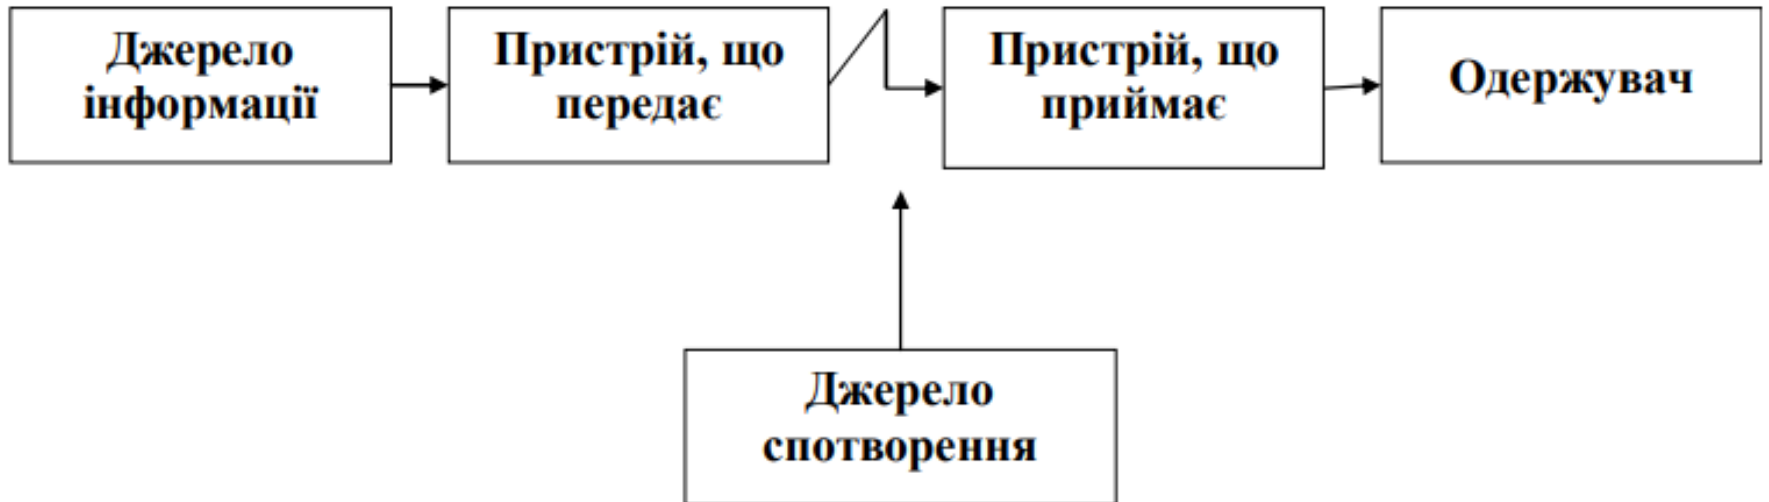 Джерело
інформації
Пристрій, що
передає
Пристрій, що
приймає
Одержувач
Джерело
спотворення